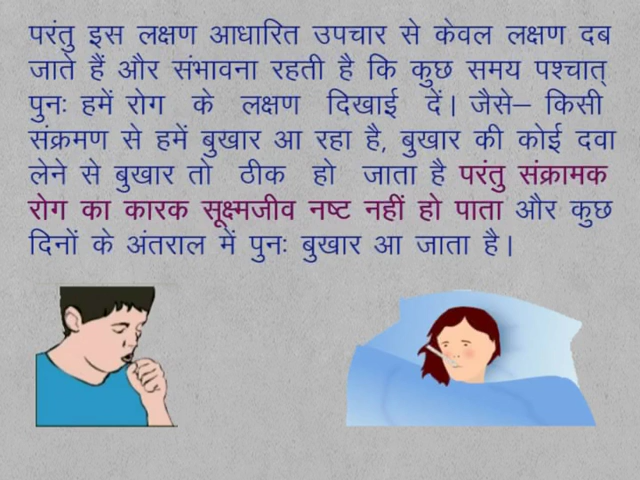 परंतु इस लक्षण आधारित उपचार से केवल लक्षण दब
जाते हैं और संभावना रहती है कि कुछ समय पश्चात्
पुनः हमें रोग के लक्षण दिखाई दें। जैसे– किसी
संक्रमण से हमें बुखार आ रहा है, बुखार की कोई दवा
लेने से बुखार तो ठीक हो जाता है परंतु संक्रामक
रोग का कारक सूक्ष्मजीव नष्ट नहीं हो पाता और कुछ
दिनों के अंतराल में पुनः बुखार आ जाता है।